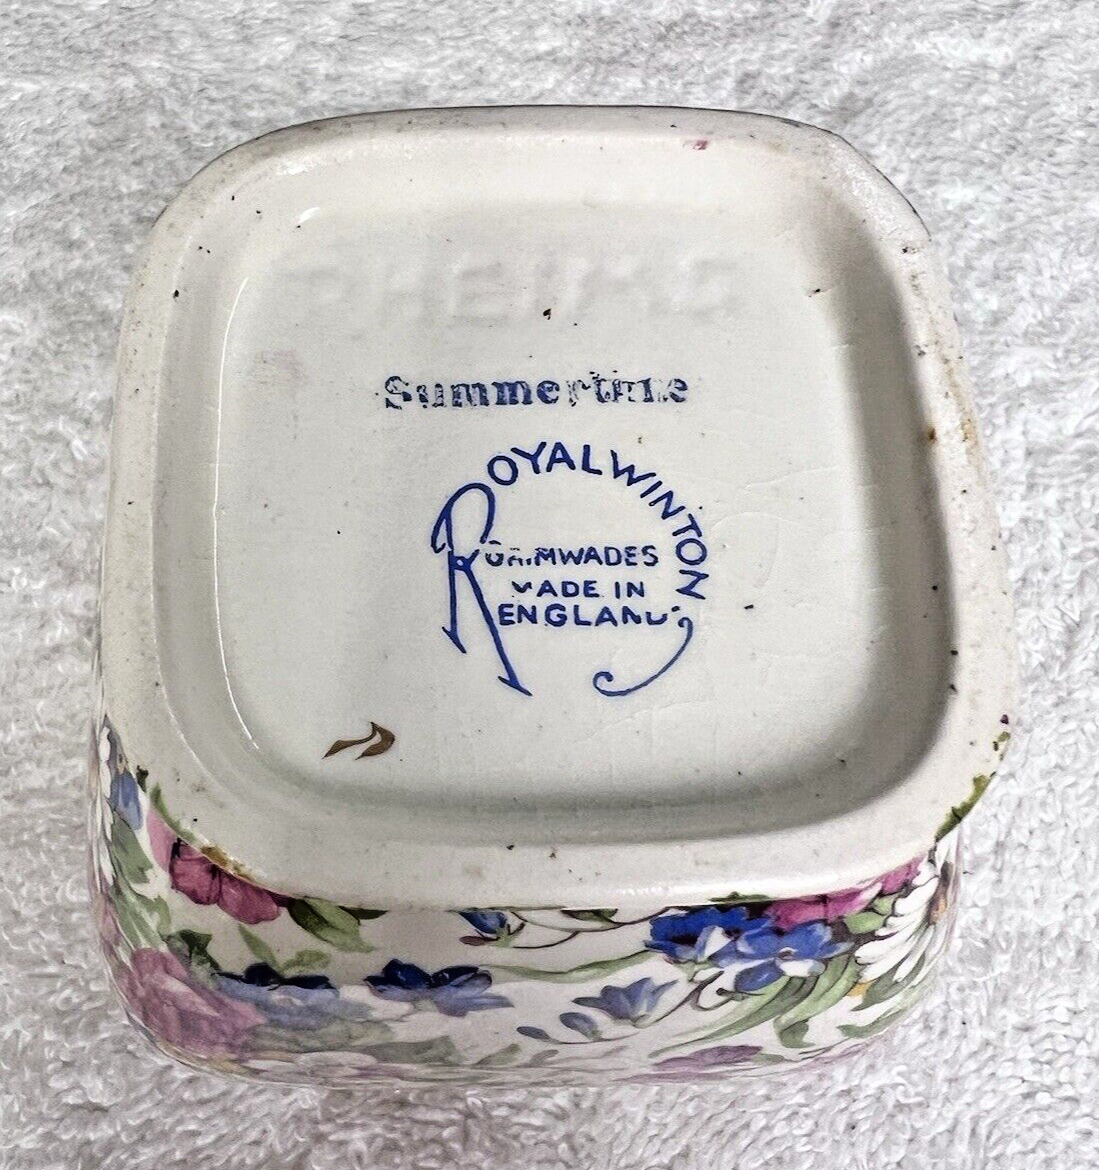 Summertime
ROYAL WINTON
GRIMWADES
MADE IN
ENGLAND